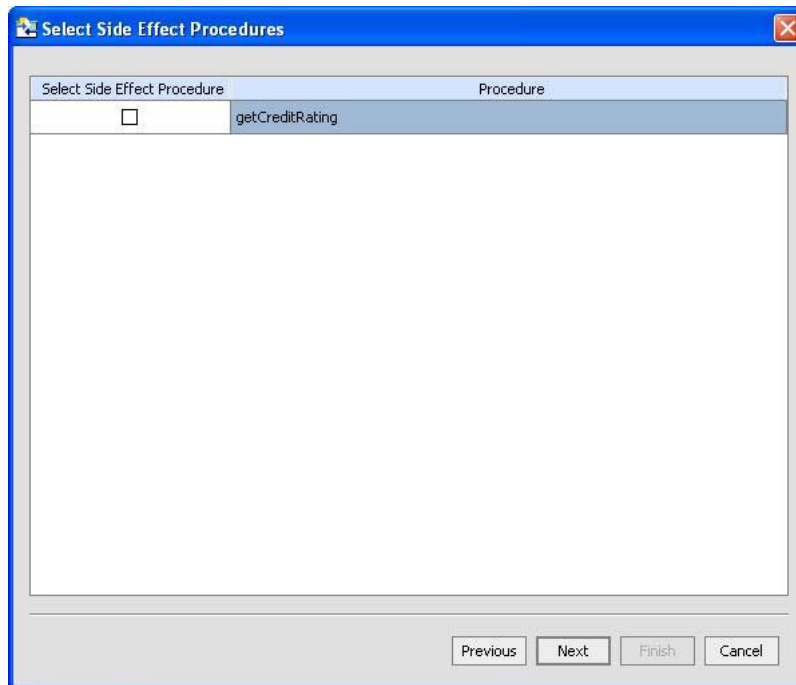 Select Side Effect Procedures
Select Side Effect Procedure Procedure
getCreditRating
Previous Next Finish Cancel